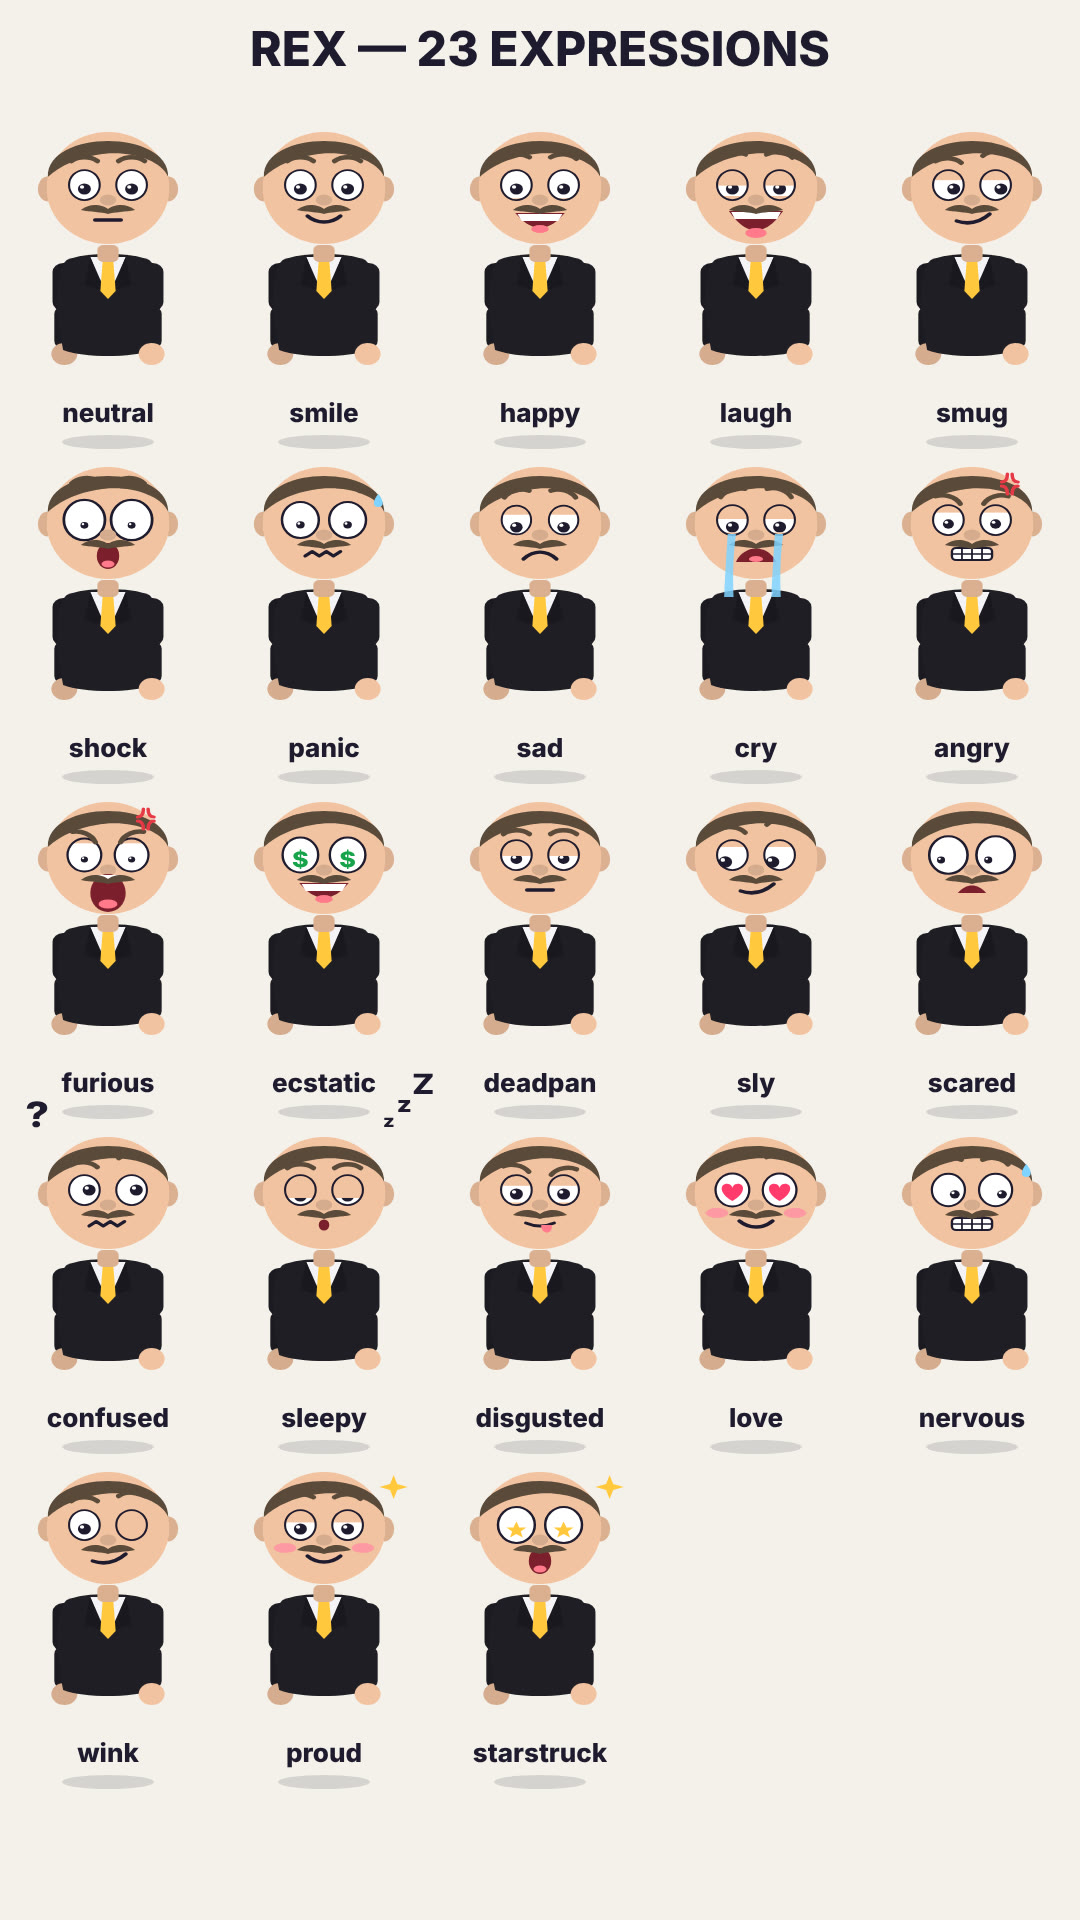 REX — 23 EXPRESSIONS
neutral smile happy laugh smug
shock panic sad cry angry
$ $
furious ecstatic deadpan sly scared
? z z Z
confused sleepy disgusted love nervous
wink proud starstruck